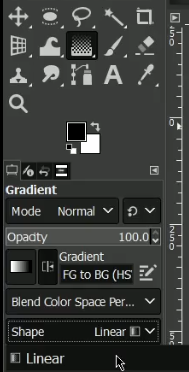 Gradient
Mode Normal
Opacity 100.0
Gradient
FG to BG (HS
Blend Color Space Per...
Shape Linear
Linear